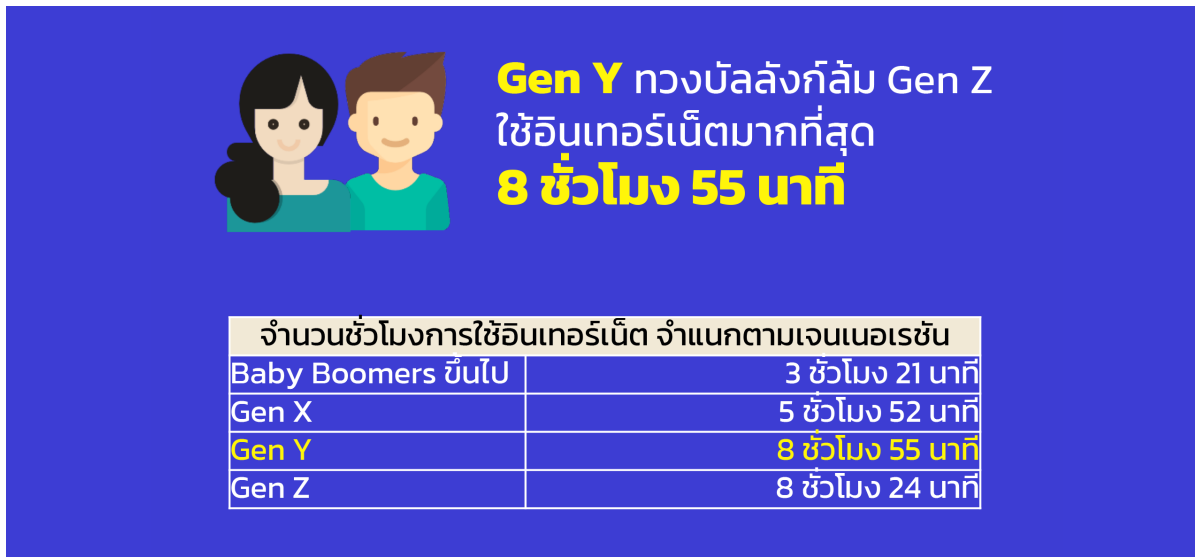 Gen Y ทวงบัลลังก์ล้ม Gen Z
ใช้อินเทอร์เน็ตมากที่สุด
8 ชั่วโมง 55 นาที
จำนวนชั่วโมงการใช้อินเทอร์เน็ต จำแนกตามเจนเนอเรชัน
Baby Boomers ขึ้นไป 3 ชั่วโมง 21 นาที
Gen X 5 ชั่วโมง 52 นาที
Gen Y 8 ชั่วโมง 55 นาที
Gen Z 8 ชั่วโมง 24 นาที